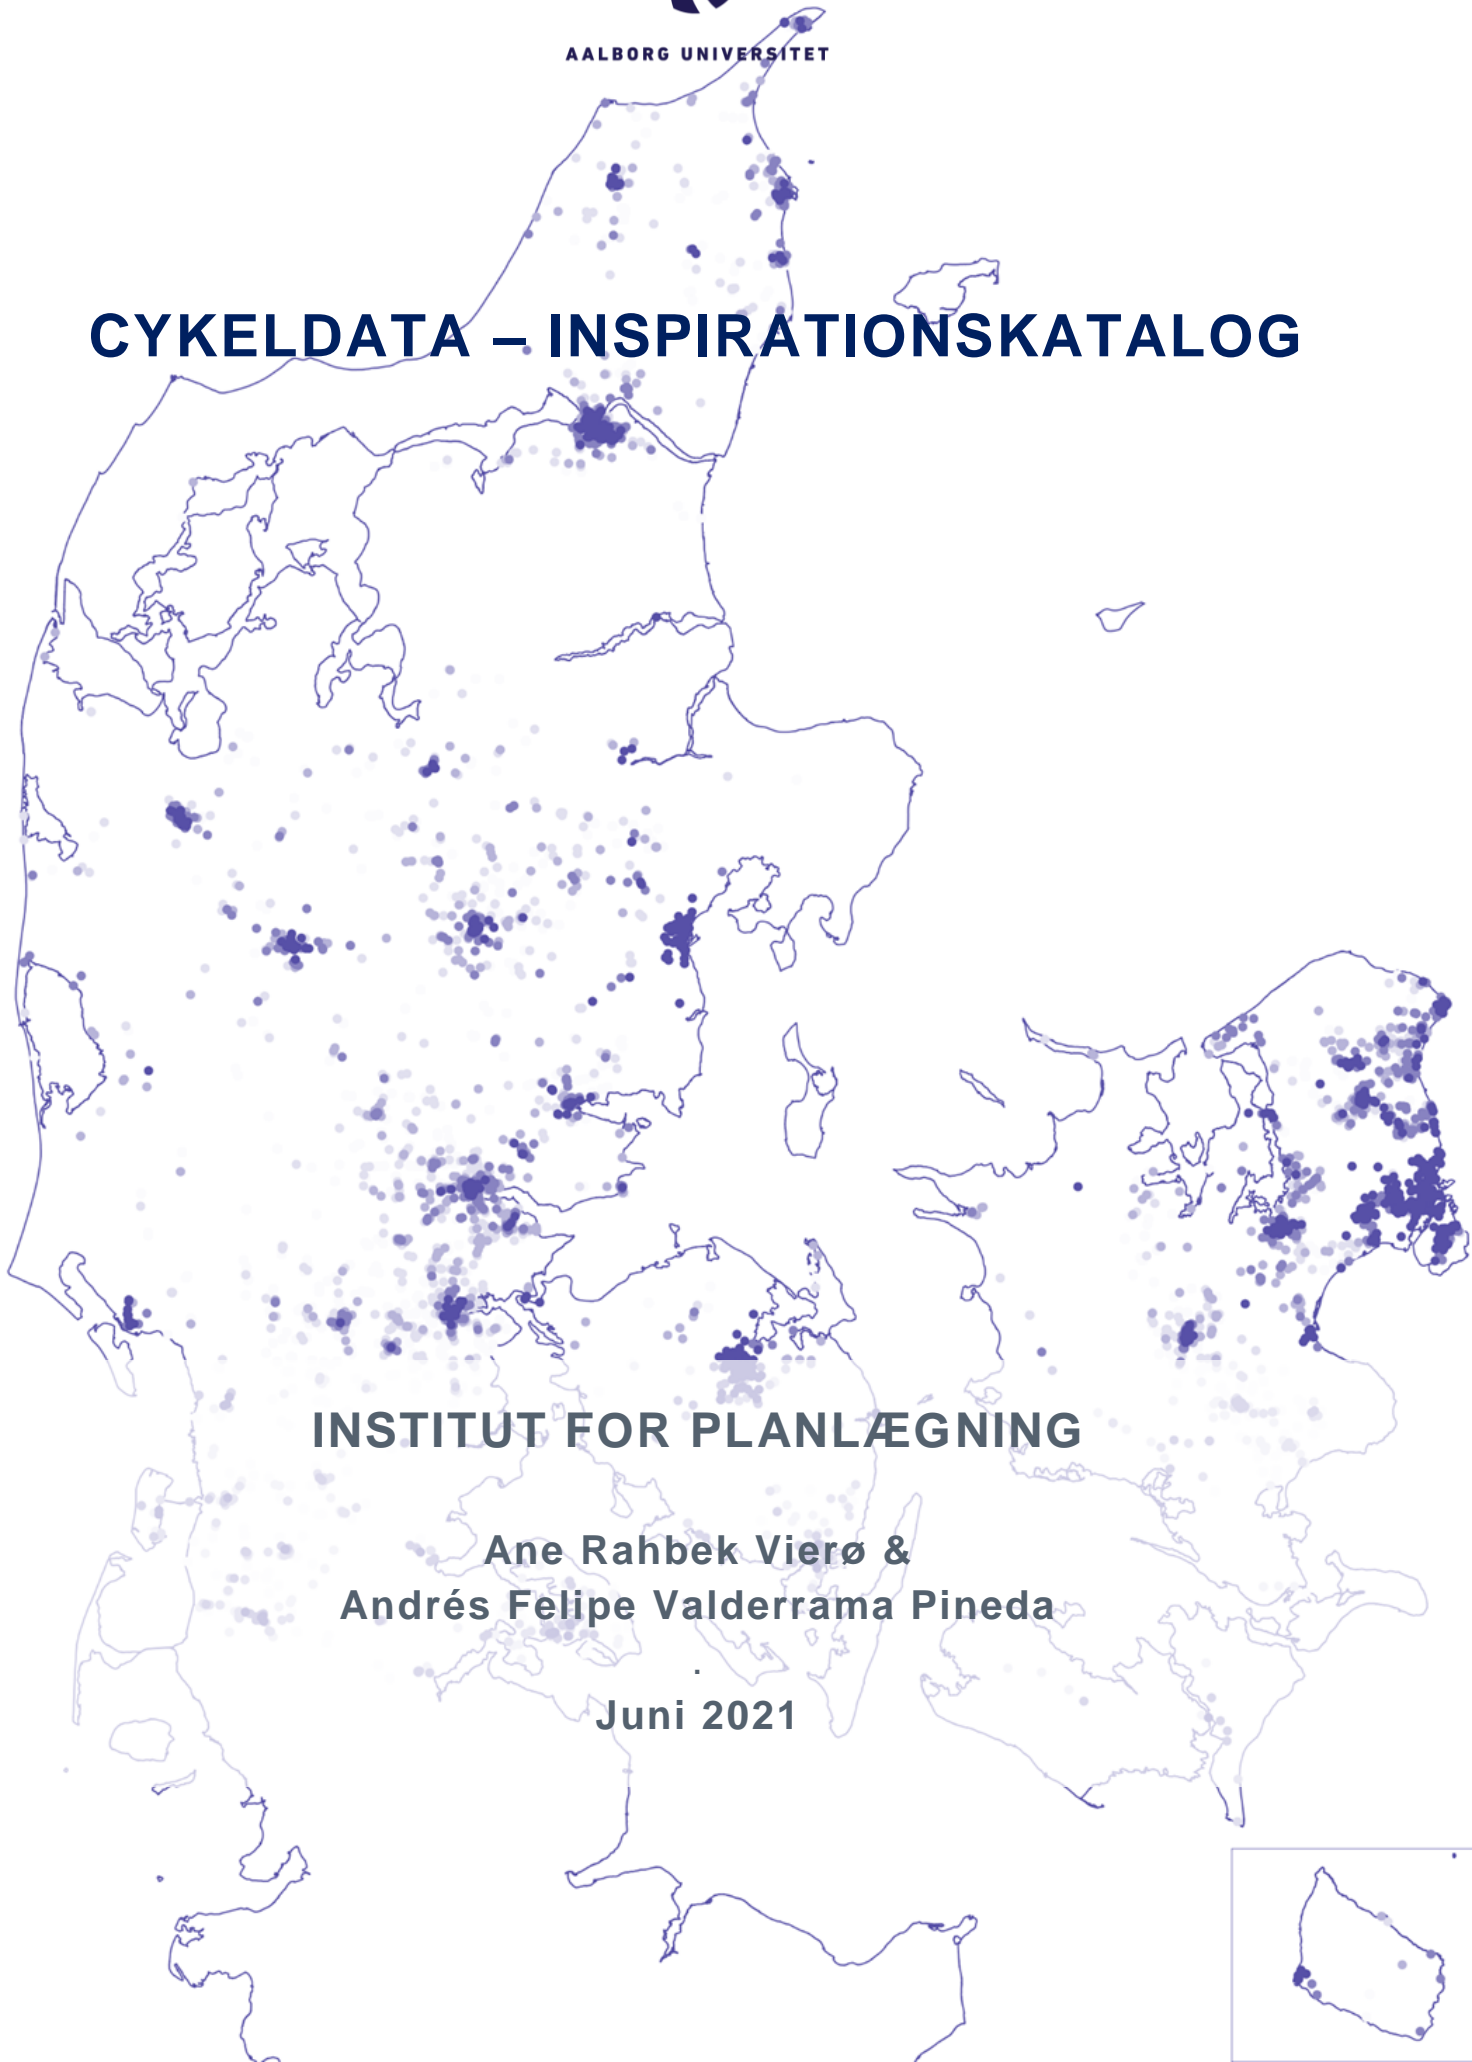 AALBORG UNIVERSITET
CYKELDATA – INSPIRATIONSKATALOG
INSTITUT FOR PLANLÆGNING
Ane Rahbek Vierø &
Andrés Felipe Valderrama Pineda
.
Juni 2021